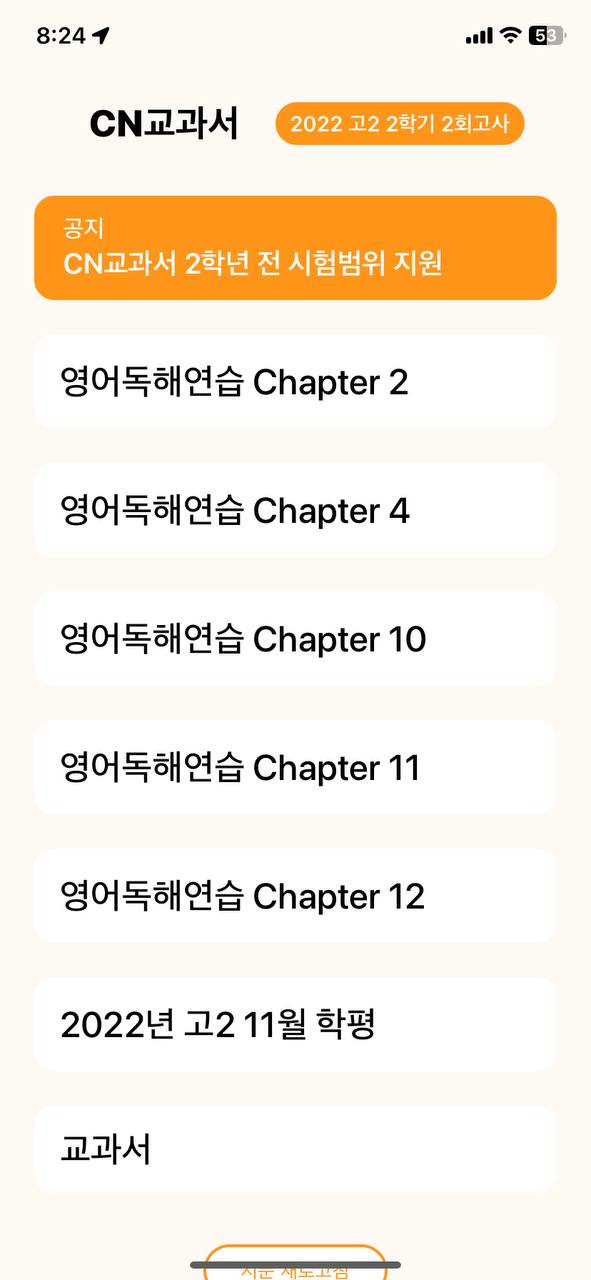 8:24
53
CN교과서
2022 고2 2학기 2회고사
공지
CN교과서 2학년 전 시험범위 지원
영어독해연습 Chapter 2
영어독해연습 Chapter 4
영어독해연습 Chapter 10
영어독해연습 Chapter 11
영어독해연습 Chapter 12
2022년 고2 11월 학평
교과서